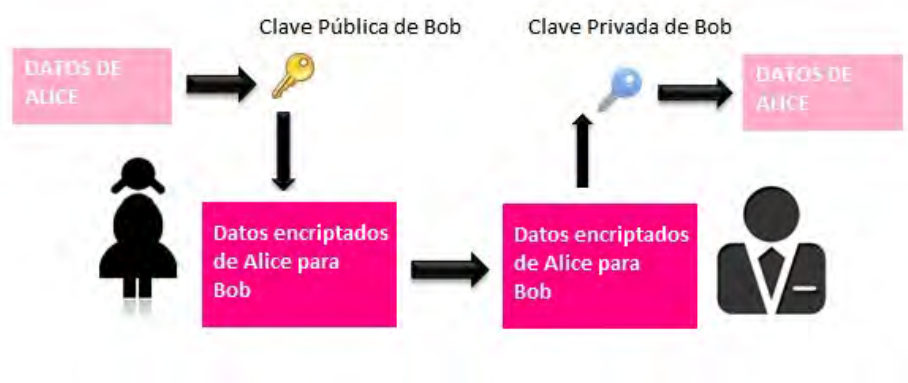 Clave Pública de Bob
Clave Privada de Bob
DATOS DE
ALICE
DATOS DE
ALICE
Datos encriptados
de Alice para
Bob
Datos encriptados
de Alice para
Bob